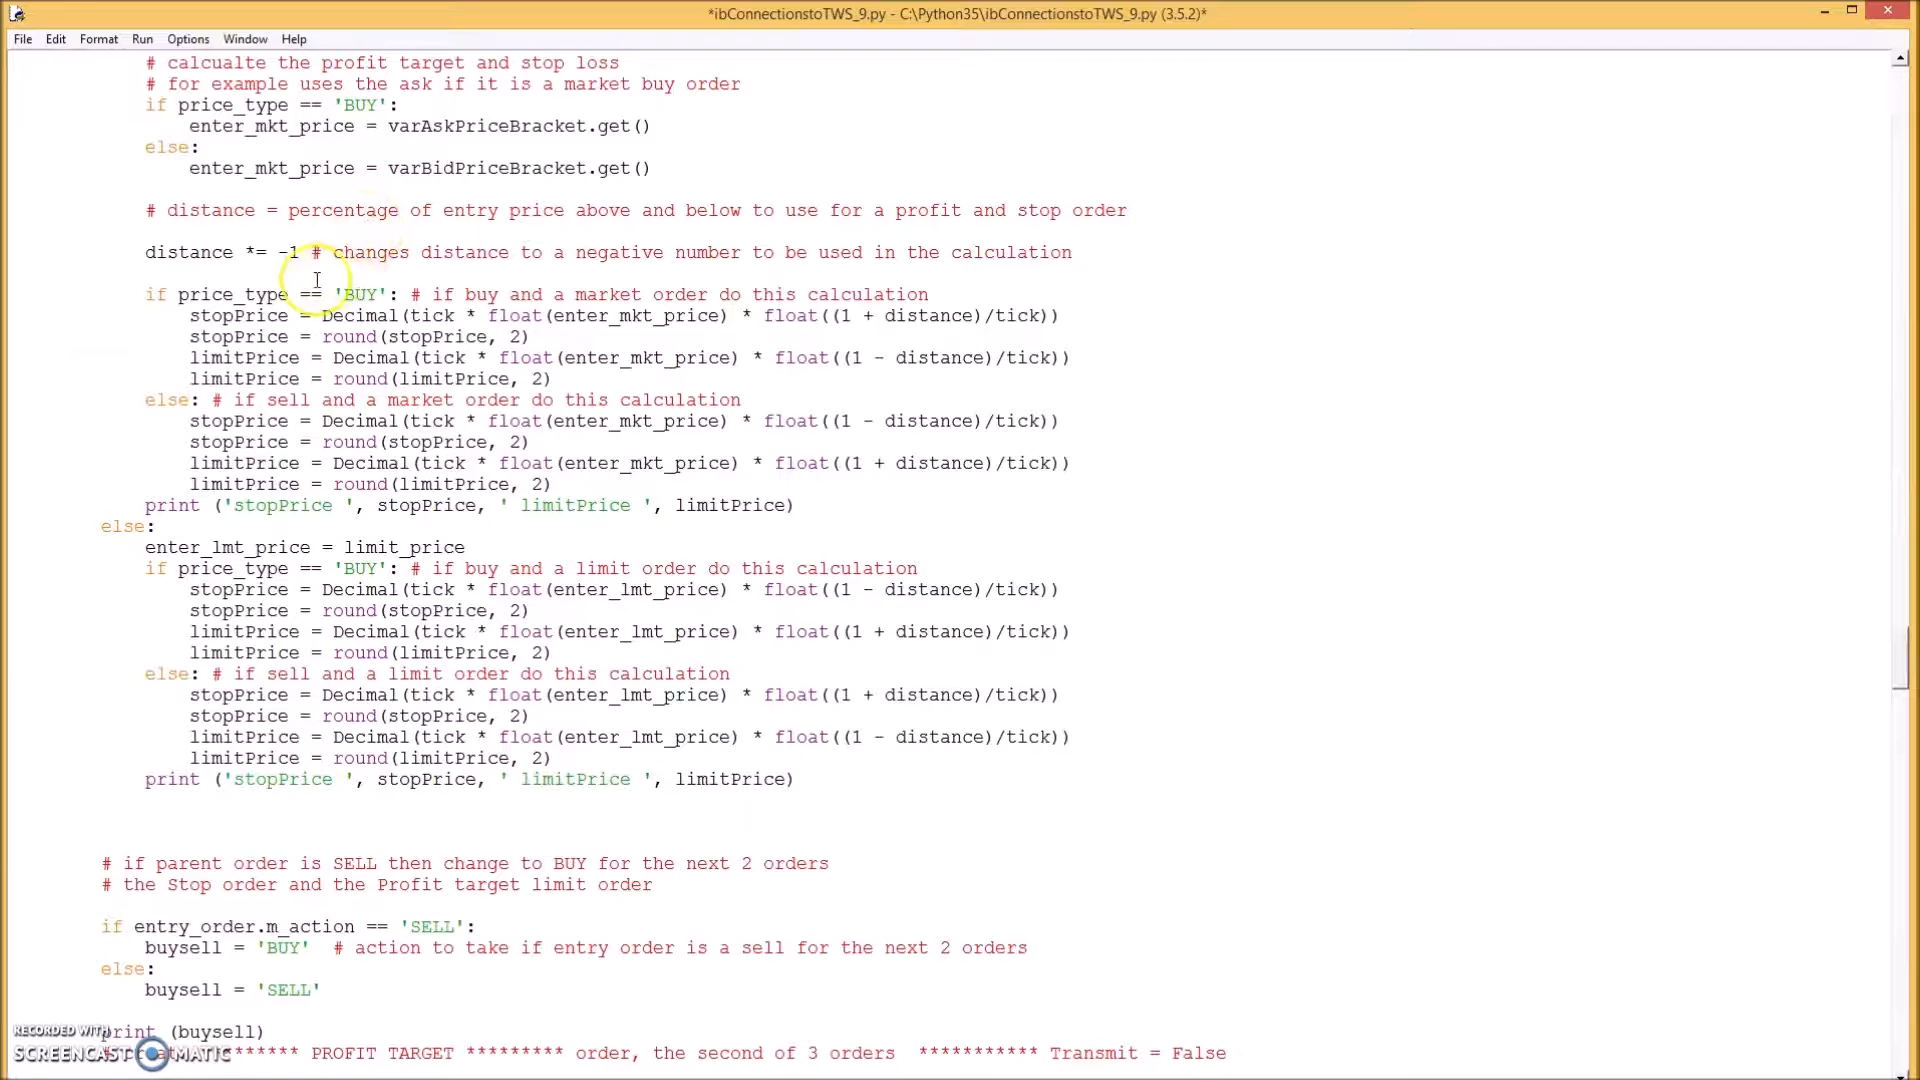 *ibConnectionstoTWS_9.py - C:\Python35\ibConnectionstoTWS_9.py (3.5.2)*
File Edit Format Run Options Window Help
# calcualte the profit target and stop loss
# for example uses the ask if it is a market buy order
if price_type == 'BUY':
enter_mkt_price = varAskPriceBracket.get()
else:
enter_mkt_price = varBidPriceBracket.get()
# distance = percentage of entry price above and below to use for a profit and stop order
distance *= -1 # changes distance to a negative number to be used in the calculation
if price_type == 'BUY': # if buy and a market order do this calculation
stopPrice = Decimal(tick * float(enter_mkt_price) * float((1 + distance)/tick))
stopPrice = round(stopPrice, 2)
limitPrice = Decimal(tick * float(enter_mkt_price) * float((1 - distance)/tick))
limitPrice = round(limitPrice, 2)
else: # if sell and a market order do this calculation
stopPrice = Decimal(tick * float(enter_mkt_price) * float((1 - distance)/tick))
stopPrice = round(stopPrice, 2)
limitPrice = Decimal(tick * float(enter_mkt_price) * float((1 + distance)/tick))
limitPrice = round(limitPrice, 2)
print ('stopPrice ', stopPrice, ' limitPrice ', limitPrice)
else:
enter_lmt_price = limit_price
if price_type == 'BUY': # if buy and a limit order do this calculation
stopPrice = Decimal(tick * float(enter_lmt_price) * float((1 - distance)/tick))
stopPrice = round(stopPrice, 2)
limitPrice = Decimal(tick * float(enter_lmt_price) * float((1 + distance)/tick))
limitPrice = round(limitPrice, 2)
else: # if sell and a limit order do this calculation
stopPrice = Decimal(tick * float(enter_lmt_price) * float((1 + distance)/tick))
stopPrice = round(stopPrice, 2)
limitPrice = Decimal(tick * float(enter_lmt_price) * float((1 - distance)/tick))
limitPrice = round(limitPrice, 2)
print ('stopPrice ', stopPrice, ' limitPrice ', limitPrice)
# if parent order is SELL then change to BUY for the next 2 orders
# the Stop order and the Profit target limit order
if entry_order.m_action == 'SELL':
buysell = 'BUY' # action to take if entry order is a sell for the next 2 orders
else:
buysell = 'SELL'
print (buysell)
******* PROFIT TARGET ********* order, the second of 3 orders *********** Transmit = False
RECORDED WITH
SCREENCAST MATIC